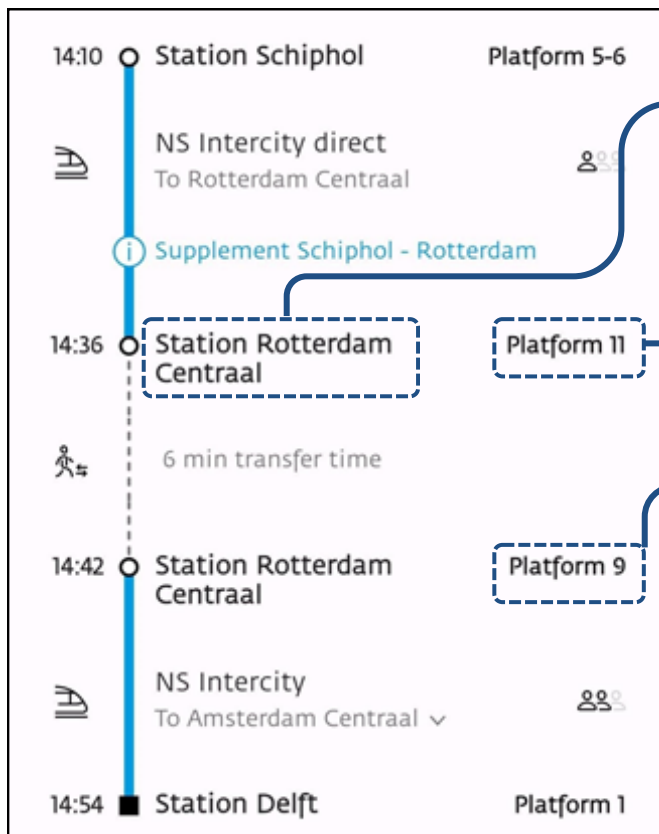 14:10 Station Schiphol Platform 5-6
NS Intercity direct
To Rotterdam Centraal
i Supplement Schiphol - Rotterdam
14:36 Station Rotterdam Platform 11
Centraal
6 min transfer time
14:42 Station Rotterdam Platform 9
Centraal
NS Intercity
To Amsterdam Centraal
14:54 Station Delft Platform 1